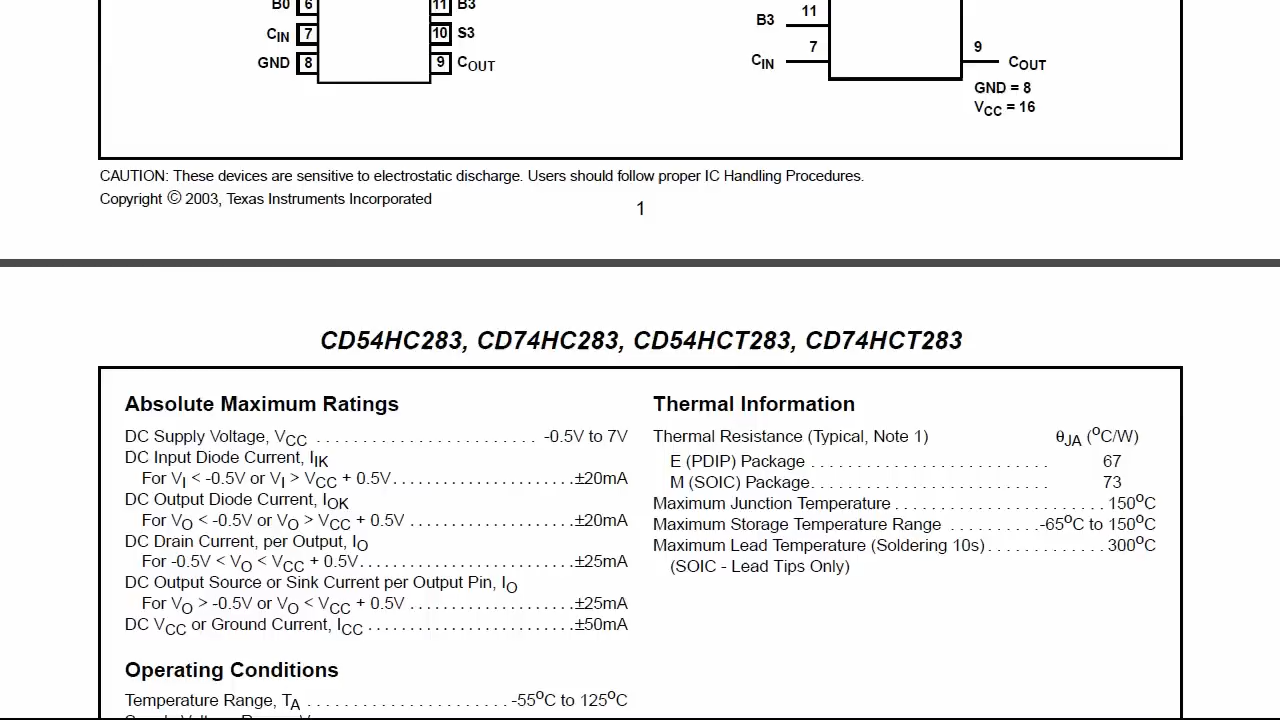 B0 6 11 B3
CIN 7 10 S3
GND 8 9 COUT
B3 11
CIN 7
9 COUT
GND = 8
VCC = 16
CAUTION: These devices are sensitive to electrostatic discharge. Users should follow proper IC Handling Procedures.
Copyright © 2003, Texas Instruments Incorporated
1
CD54HC283, CD74HC283, CD54HCT283, CD74HCT283
Absolute Maximum Ratings
DC Supply Voltage, VCC . . . . . . . . . . . . . . . . . . . . . . . . -0.5V to 7V
DC Input Diode Current, IIK
For VI < -0.5V or VI > VCC + 0.5V. . . . . . . . . . . . . . . . . . . . . .±20mA
DC Output Diode Current, IOK
For VO < -0.5V or VO > VCC + 0.5V . . . . . . . . . . . . . . . . . . . .±20mA
DC Drain Current, per Output, IO
For -0.5V < VO < VCC + 0.5V. . . . . . . . . . . . . . . . . . . . . . . . . .±25mA
DC Output Source or Sink Current per Output Pin, IO
For VO > -0.5V or VO < VCC + 0.5V . . . . . . . . . . . . . . . . . . . .±25mA
DC VCC or Ground Current, ICC . . . . . . . . . . . . . . . . . . . . . . . . .±50mA
Thermal Information
Thermal Resistance (Typical, Note 1) θJA (oC/W)
E (PDIP) Package . . . . . . . . . . . . . . . . . . . . . . . . . . 67
M (SOIC) Package. . . . . . . . . . . . . . . . . . . . . . . . . . 73
Maximum Junction Temperature . . . . . . . . . . . . . . . . . . . . . . . 150oC
Maximum Storage Temperature Range . . . . . . . . . .-65oC to 150oC
Maximum Lead Temperature (Soldering 10s) . . . . . . . . . . . . . 300oC
(SOIC - Lead Tips Only)
Operating Conditions
Temperature Range, TA . . . . . . . . . . . . . . . . . . . . . . -55oC to 125oC